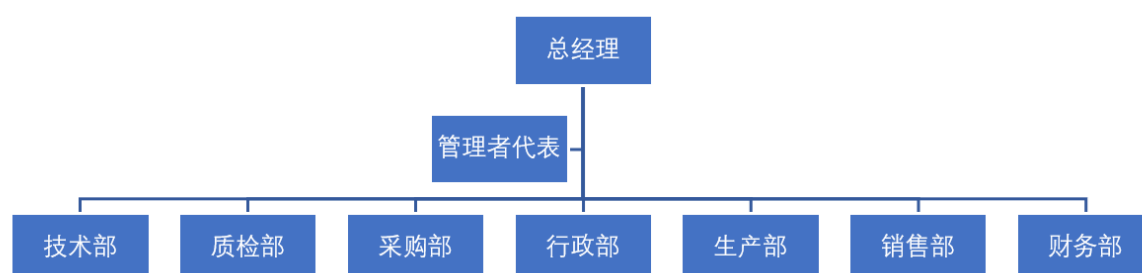 总经理
管理者代表
技术部
质检部
采购部
行政部
生产部
销售部
财务部